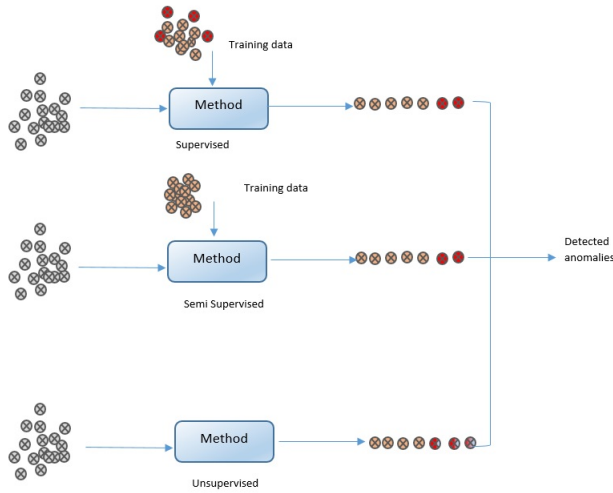 Training data
Method
Supervised
Training data
Method
Semi Supervised
Detected
anomalies
Method
Unsupervised